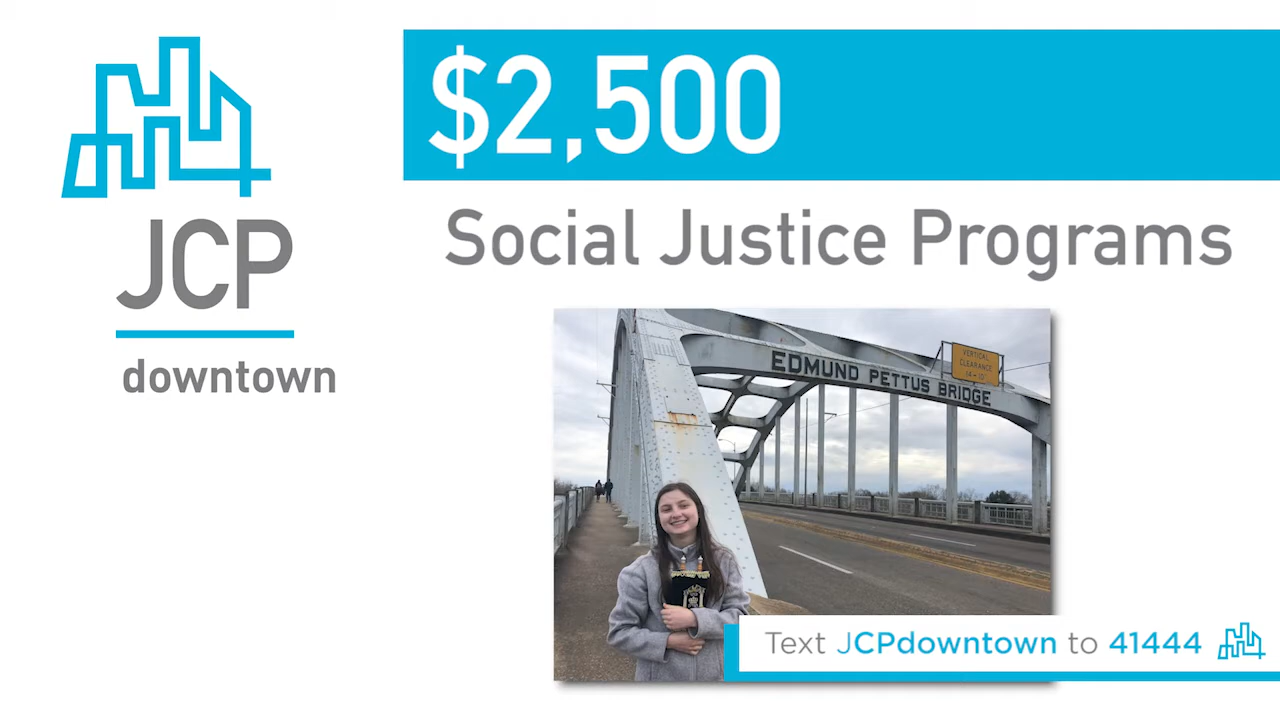 $2,500
Social Justice Programs
JCP
downtown
EDMUND PETTUS BRIDGE
VERTICAL
CLEARANCE
Text JCPdowntown to 41444